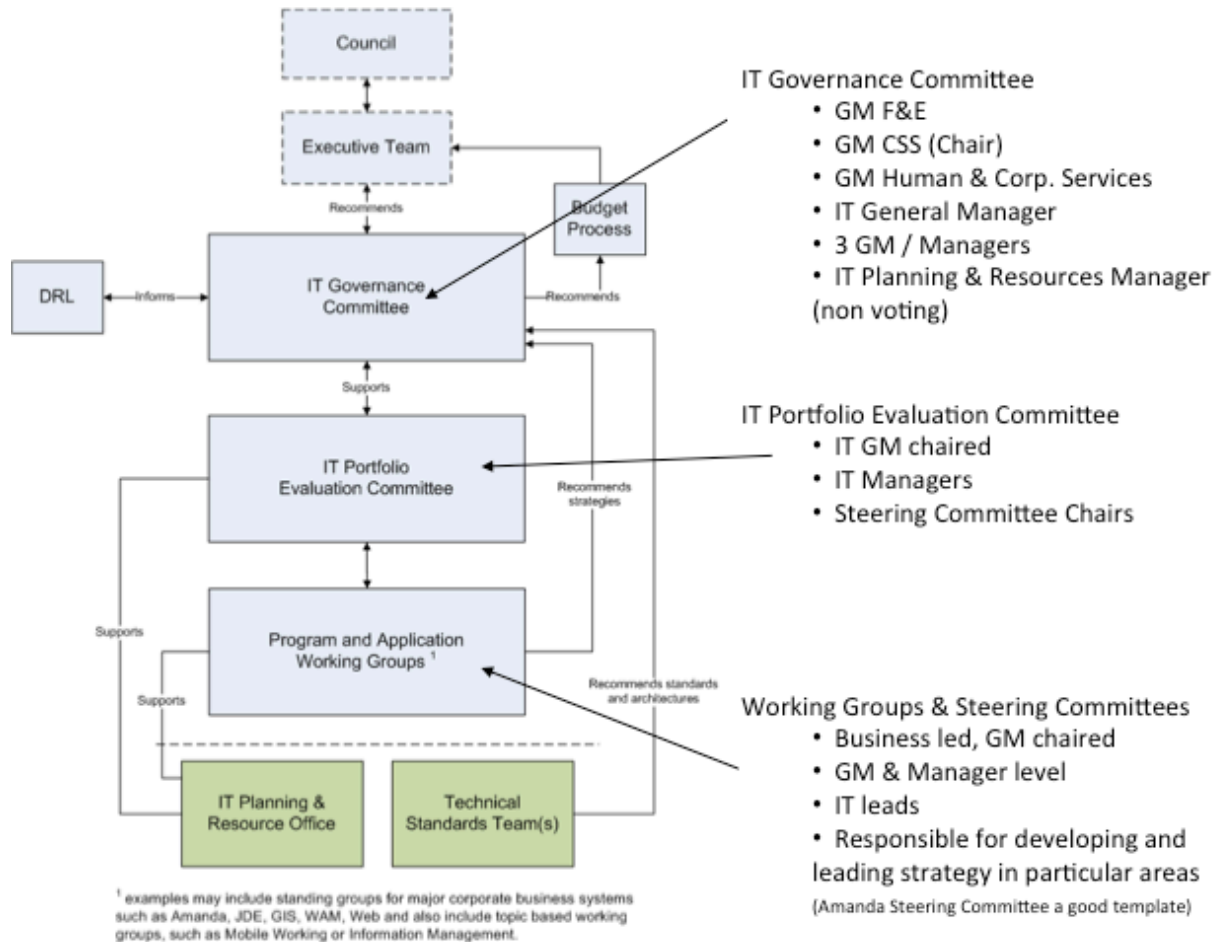 Council
Executive Team
Recommends
Budget
Process
DRL
Informs
IT Governance
Committee
Recommends
Supports
IT Portfolio
Evaluation Committee
Recommends
strategies
Supports
Program and Application
Working Groups 1
Supports
Recommends standards
and architectures
IT Planning &
Resource Office
Technical
Standards Team(s)
1 examples may include standing groups for major corporate business systems
such as Amanda, JDE, GIS, WAM, Web and also include topic based working
groups, such as Mobile Working or Information Management.
IT Governance Committee
• GM F&E
• GM CSS (Chair)
• GM Human & Corp. Services
• IT General Manager
• 3 GM / Managers
• IT Planning & Resources Manager
(non voting)
IT Portfolio Evaluation Committee
• IT GM chaired
• IT Managers
• Steering Committee Chairs
Working Groups & Steering Committees
• Business led, GM chaired
• GM & Manager level
• IT leads
• Responsible for developing and
leading strategy in particular areas
(Amanda Steering Committee a good template)